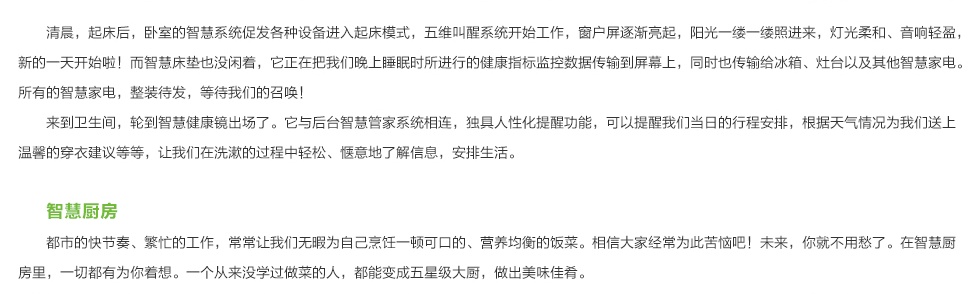 清晨，起床后，卧室的智慧系统促发各种设备进入起床模式，五维叫醒系统开始工作，窗户屏逐渐亮起，阳光一缕一缕照进来，灯光柔和、音响轻盈，
新的一天开始啦！而智慧床垫也没闲着，它正在把我们晚上睡眠时所进行的健康指标监控数据传输到屏幕上，同时也传输给冰箱、灶台以及其他智慧家电。
所有的智慧家电，整装待发，等待我们的召唤！
来到卫生间，轮到智慧健康镜出场了。它与后台智慧管家系统相连，独具人性化提醒功能，可以提醒我们当日的行程安排，根据天气情况为我们送上
温馨的穿衣建议等等，让我们在洗漱的过程中轻松、惬意地了解信息，安排生活。
智慧厨房
都市的快节奏、繁忙的工作，常常让我们无暇为自己烹饪一顿可口的、营养均衡的饭菜。相信大家经常为此苦恼吧！未来，你就不用愁了。在智慧厨
房里，一切都有为你着想。一个从来没学过做菜的人，都能变成五星级大厨，做出美味佳肴。